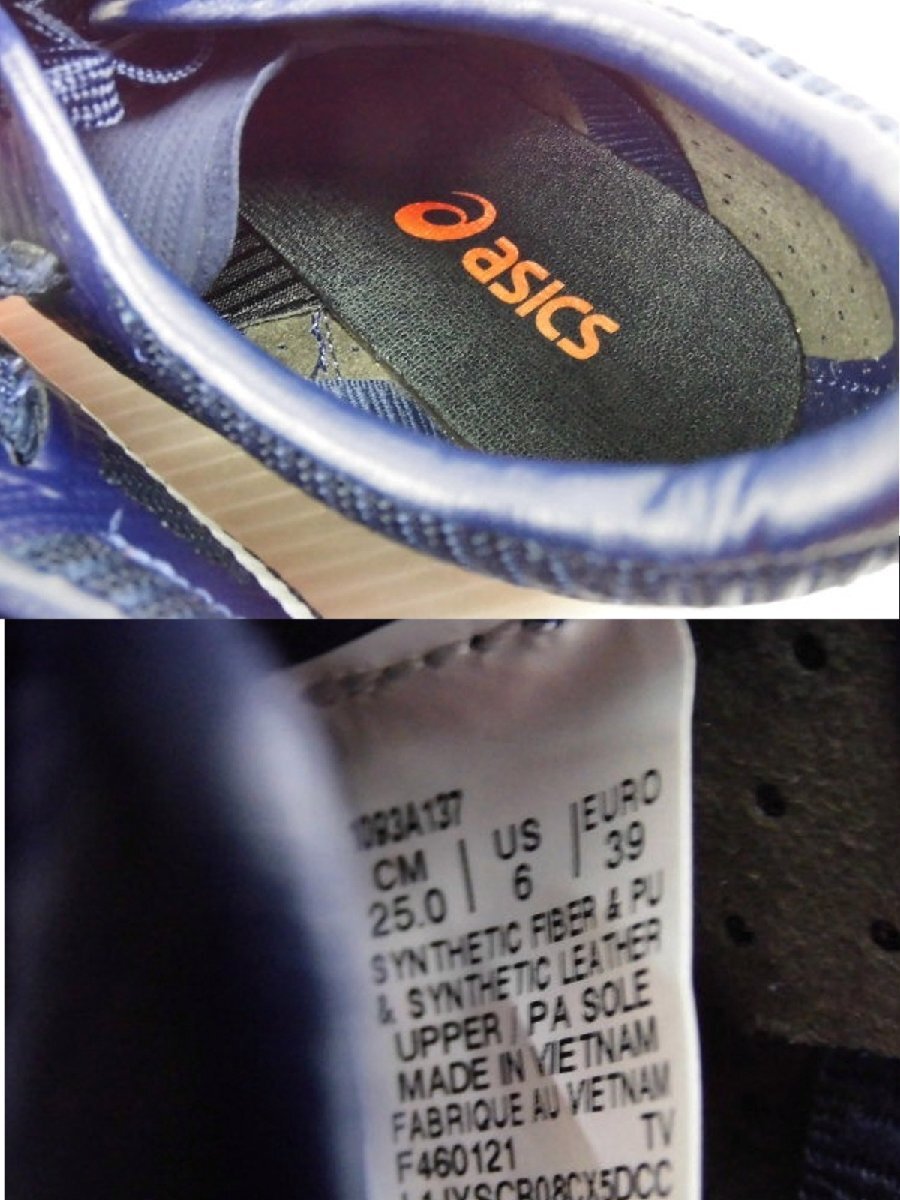 asics
1093A137
CM | US | EURO
25.0 | 6 | 39
SYNTHETIC FIBER & PU
& SYNTHETIC LEATHER
UPPER / PA SOLE
MADE IN VIETNAM
FABRIQUE AU VIETNAM
F460121 TV